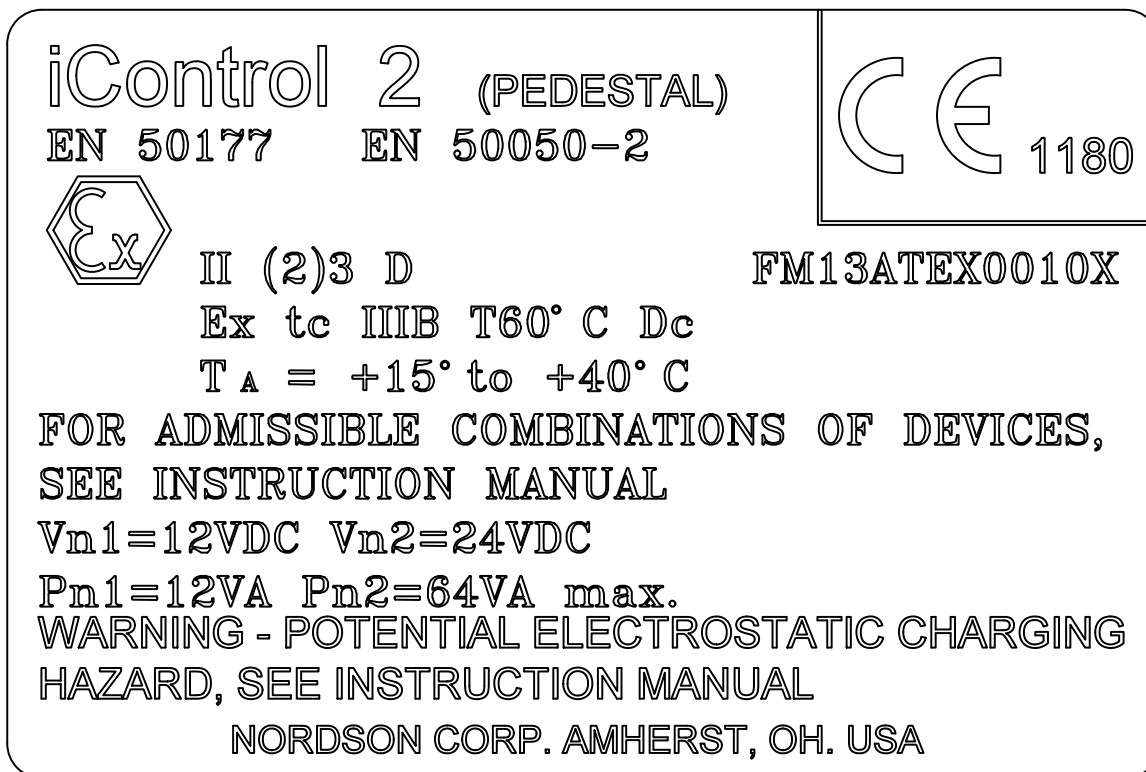 iControl 2 (PEDESTAL)
EN 50177 EN 50050-2
CE 1180
Ex
II (2)3 D FM13ATEX0010X
Ex tc IIIB T60° C Dc
T A = +15° to +40° C
FOR ADMISSIBLE COMBINATIONS OF DEVICES,
SEE INSTRUCTION MANUAL
Vn1=12VDC Vn2=24VDC
Pn1=12VA Pn2=64VA max.
WARNING - POTENTIAL ELECTROSTATIC CHARGING
HAZARD, SEE INSTRUCTION MANUAL
NORDSON CORP. AMHERST, OH. USA